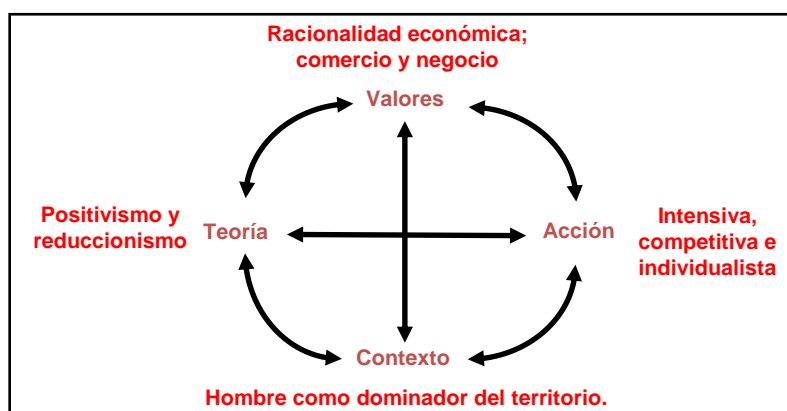 Racionalidad económica;
comercio y negocio
Valores
Positivismo y
reduccionismo
Teoría
Acción
Intensiva,
competitiva e
individualista
Contexto
Hombre como dominador del territorio.